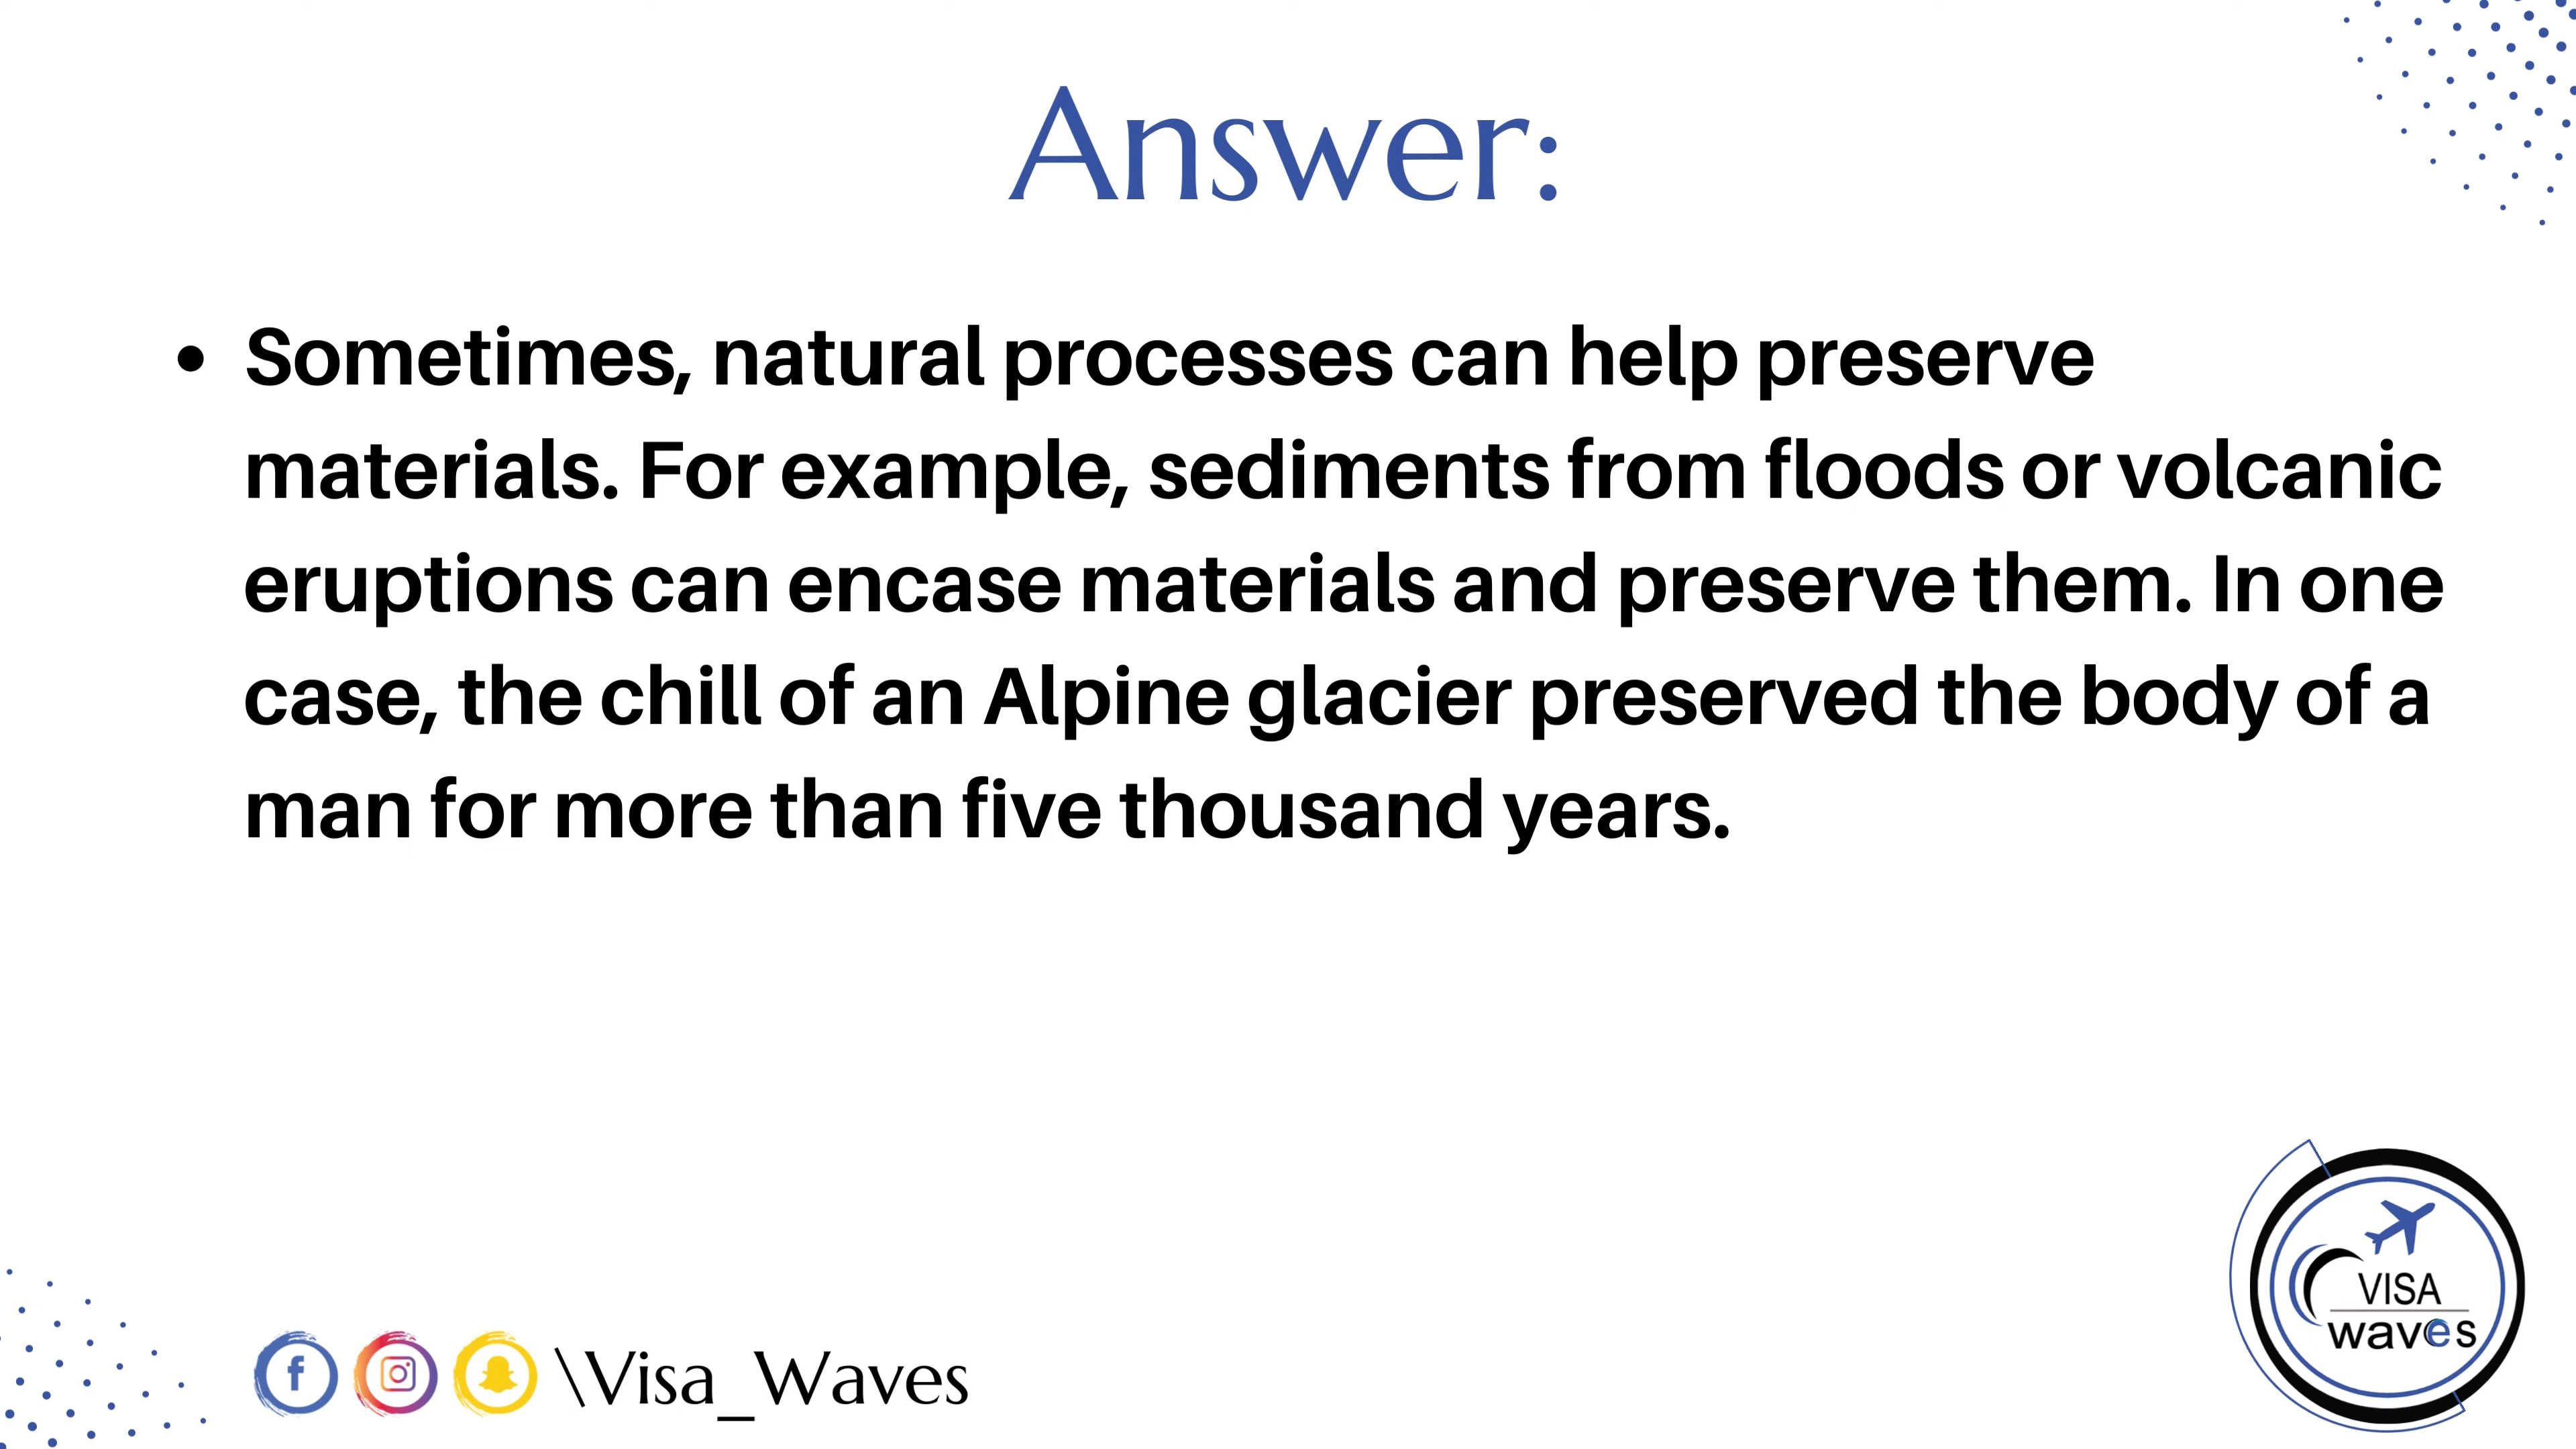 Answer:
• Sometimes, natural processes can help preserve
materials. For example, sediments from floods or volcanic
eruptions can encase materials and preserve them. In one
case, the chill of an Alpine glacier preserved the body of a
man for more than five thousand years.
VISA
waves
\Visa_Waves